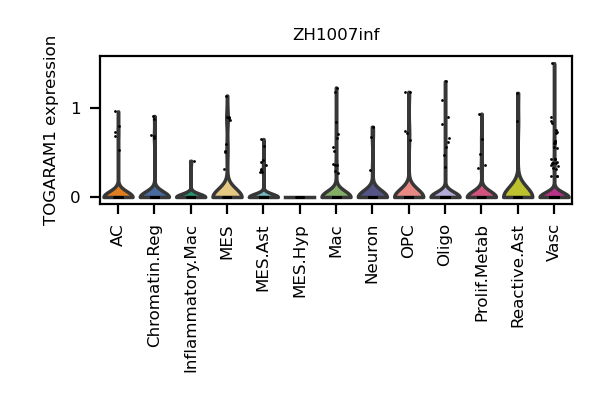 ZH1007inf
TOGARAM1 expression
1
0
AC
Chromatin.Reg
Inflammatory.Mac
MES
MES.Ast
MES.Hyp
Mac
Neuron
OPC
Oligo
Prolif.Metab
Reactive.Ast
Vasc